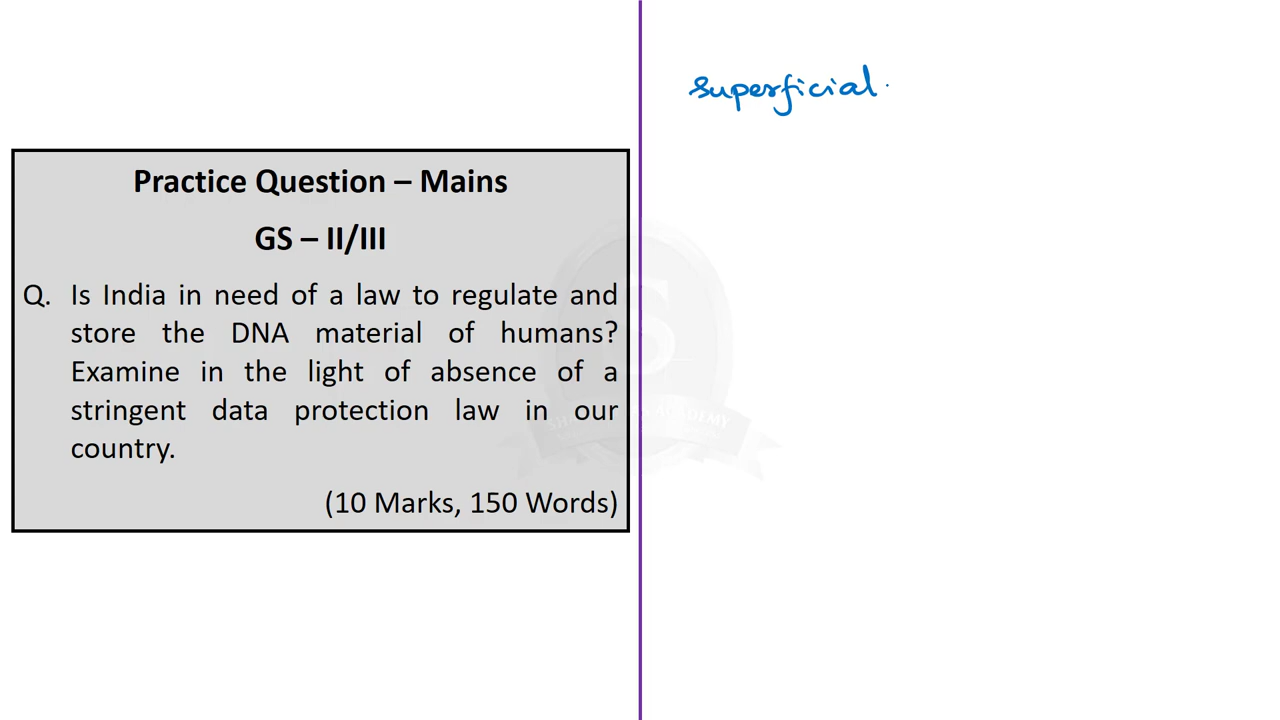 superficial.
Practice Question – Mains
GS – II/III
Q. Is India in need of a law to regulate and
store the DNA material of humans?
Examine in the light of absence of a
stringent data protection law in our
country.
(10 Marks, 150 Words)